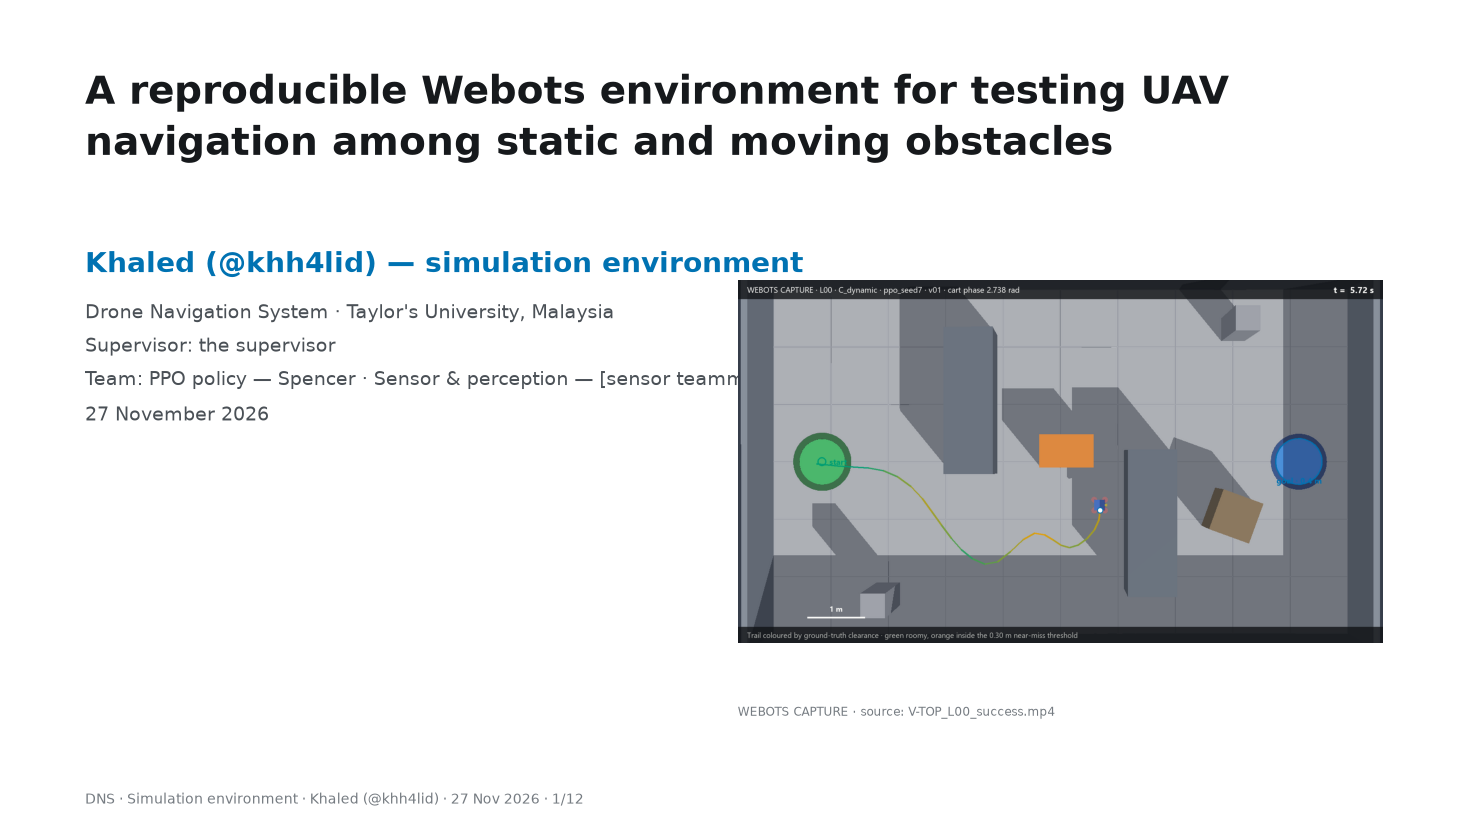 A reproducible Webots environment for testing UAV
navigation among static and moving obstacles
Khaled (@khh4lid) — simulation environment
Drone Navigation System · Taylor's University, Malaysia
Supervisor: the supervisor
Team: PPO policy — Spencer · Sensor & perception — [sensor
27 November 2026
WEBOTS CAPTURE · L00 · C_dynamic · ppo_seed7 · v01 · cart phase 2.738 rad
t = 5.72 s
start
1 m
Trail coloured by ground-truth clearance · green roomy, orange inside the 0.30 m near-miss threshold
WEBOTS CAPTURE · source: V-TOP_L00_success.mp4
DNS · Simulation environment · Khaled (@khh4lid) · 27 Nov 2026 · 1/12